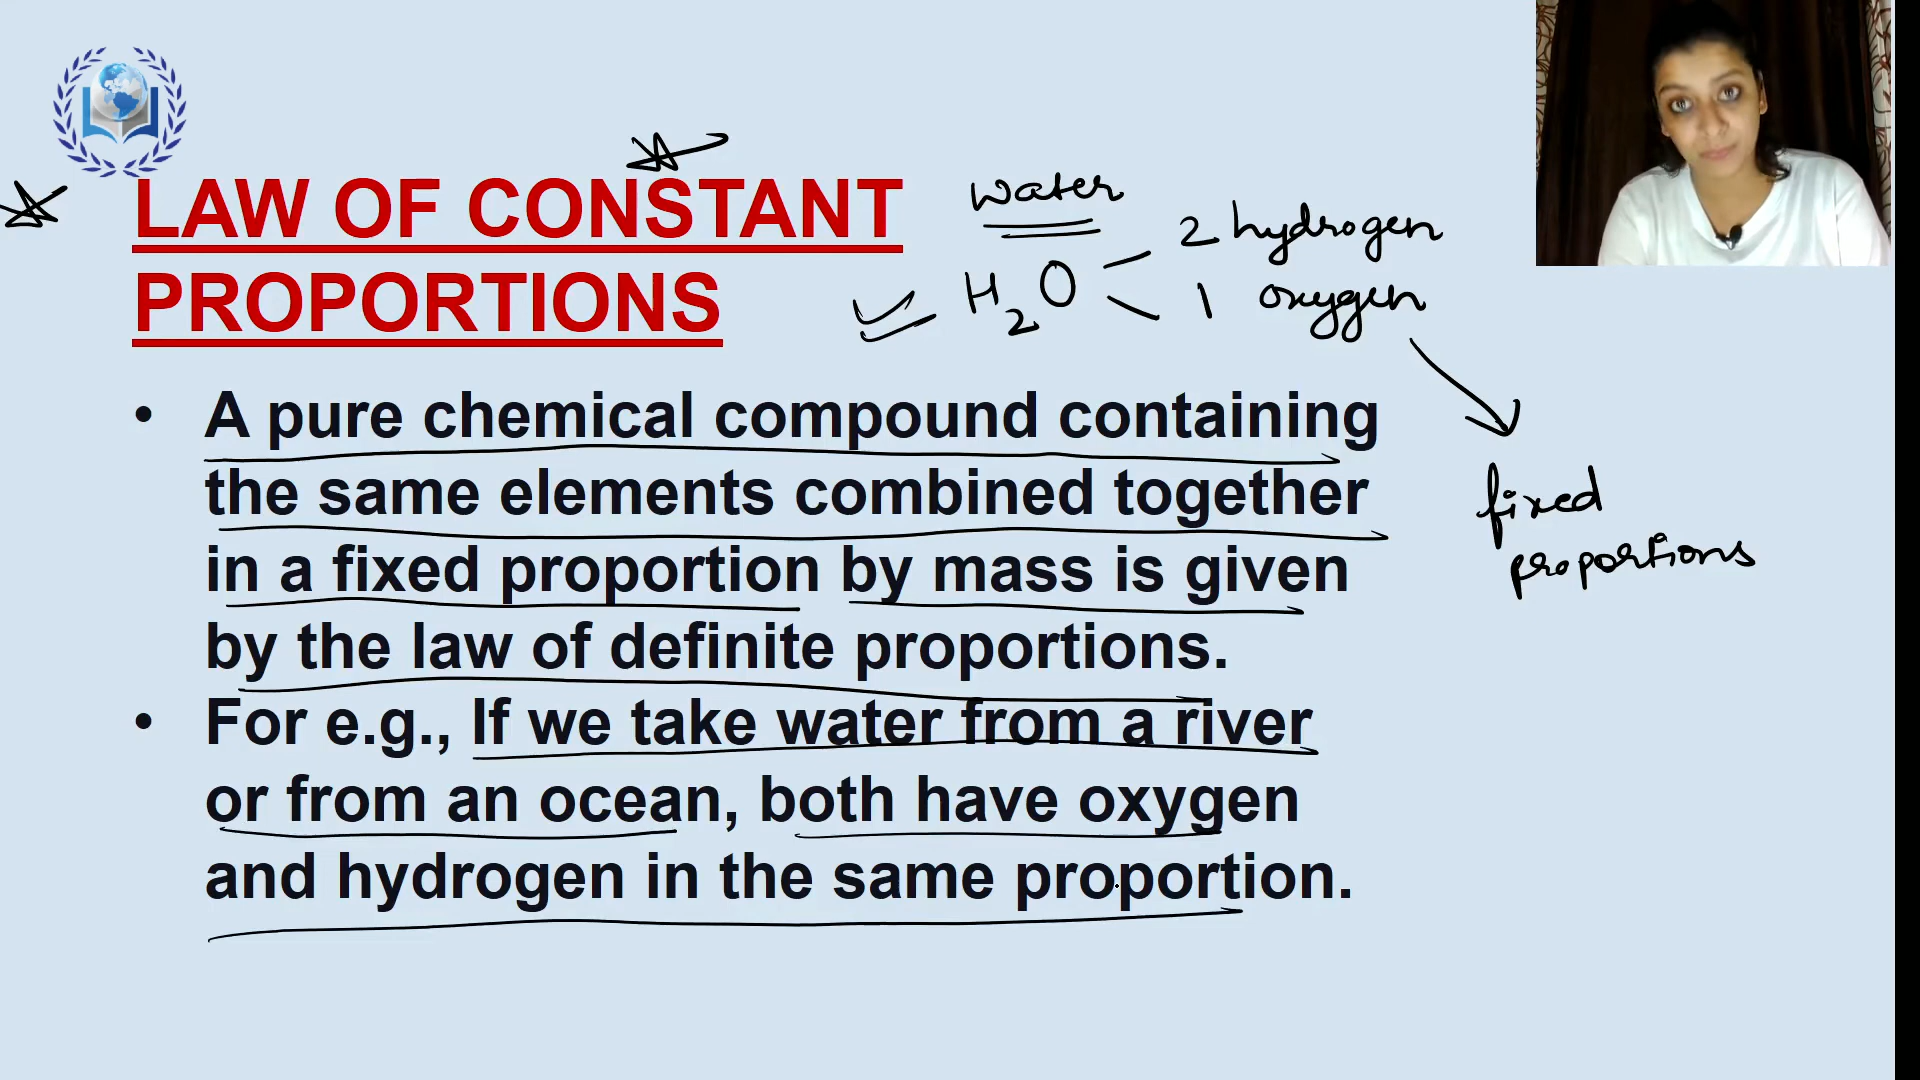 LAW OF CONSTANT
PROPORTIONS
water
H2O
2 hydrogen
1 oxygen
fixed
proportions
• A pure chemical compound containing
the same elements combined together
in a fixed proportion by mass is given
by the law of definite proportions.
• For e.g., If we take water from a river
or from an ocean, both have oxygen
and hydrogen in the same proportion.